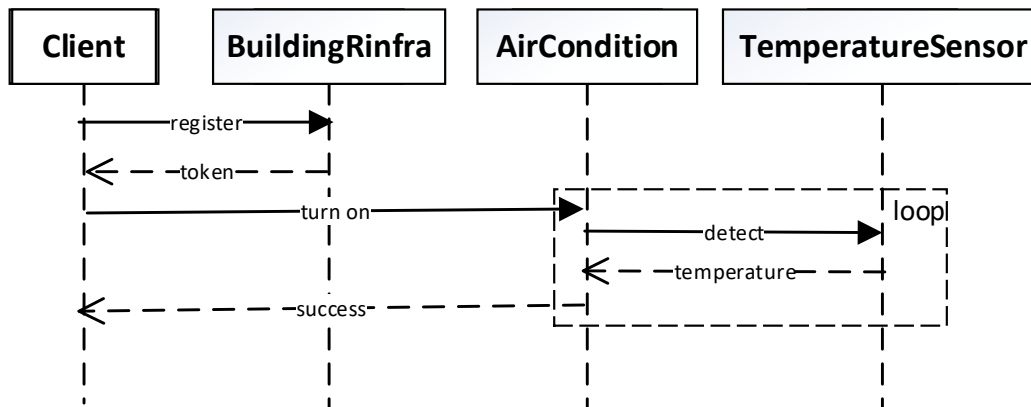 Client
BuildingRinfra
AirCondition
TemperatureSensor
register
token
turn on
loop
detect
temperature
success